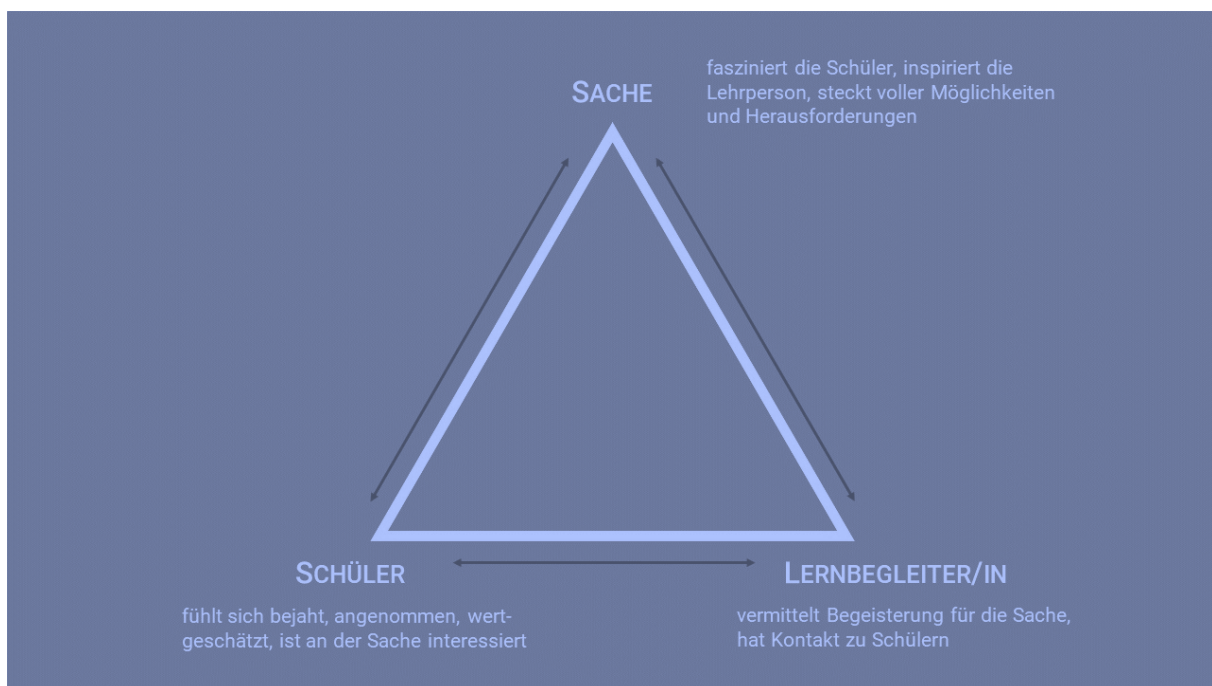 SACHE
fasziniert die Schüler, inspiriert die
Lehrperson, steckt voller Möglichkeiten
und Herausforderungen
SCHÜLER
fühlt sich bejaht, angenommen, wert-
geschätzt, ist an der Sache interessiert
LERNBEGLEITER/IN
vermittelt Begeisterung für die Sache,
hat Kontakt zu Schülern